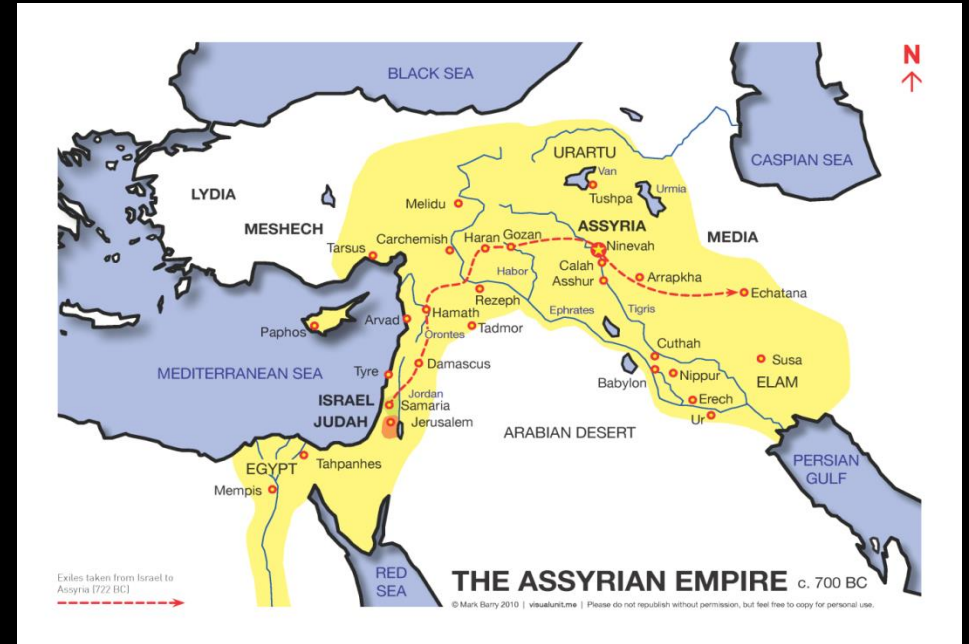 BLACK SEA
N
CASPIAN SEA
URARTU
Van
Tushpa
Urmia
LYDIA
Melidu
MESHECH
ASSYRIA
MEDIA
Tarsus
Carchemish
Haran
Gozan
Ninevah
Calah
Asshur
Arrapkha
Habor
Rezeph
Echatana
Ephrates
Tigris
Hamath
Arvad
Orontes
Tadmor
Paphos
Cuthah
Damascus
Tyre
MEDITERRANEAN SEA
Susa
Babylon
Nippur
ELAM
Jordan
ISRAEL
Samaria
Erech
JUDAH
Jerusalem
Ur
ARABIAN DESERT
EGYPT
Tahpanhes
PERSIAN
GULF
Mempis
RED
SEA
Exiles taken from Israel to
Assyria (722 BC)
THE ASSYRIAN EMPIRE c. 700 BC
© Mark Barry 2010 | visualunit.me | Please do not republish without permission, but feel free to copy for personal use.